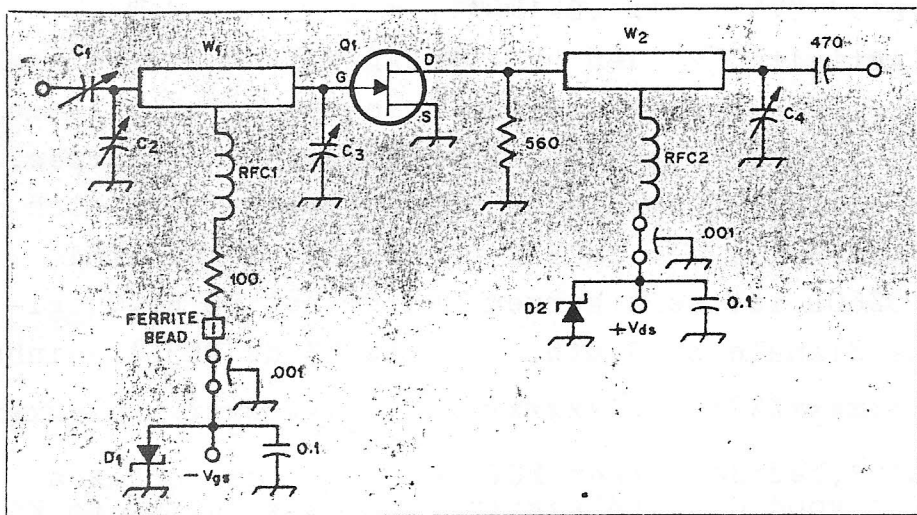 C1
W1
Q1
G
D
S
W2
470
C2
C3
560
C4
RFC1
RFC2
100
.001
FERRITE
BEAD
D2
+Vds
0.1
.001
D1
-Vgs
0.1